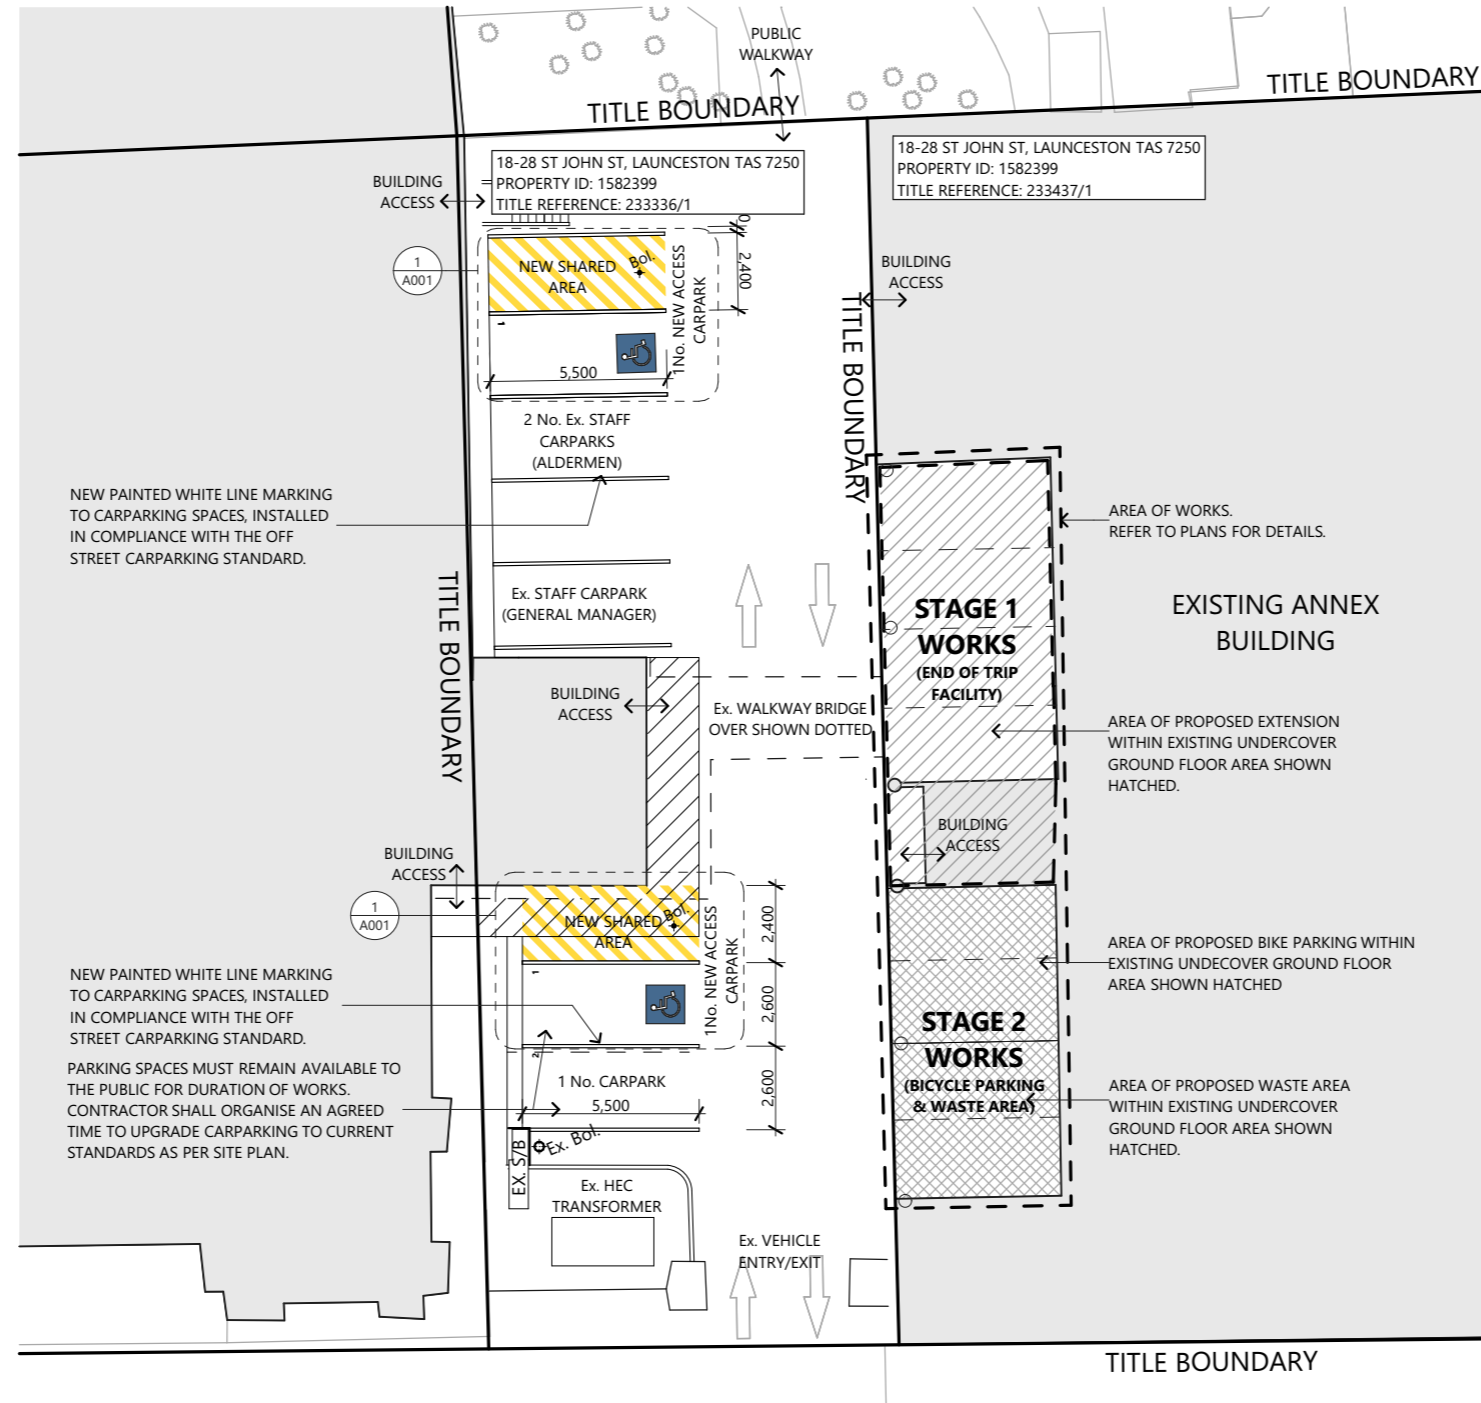 PUBLIC
WALKWAY
TITLE BOUNDARY
TITLE BOUNDARY
18-28 ST JOHN ST, LAUNCESTON TAS 7250
PROPERTY ID: 1582399
TITLE REFERENCE: 233336/1
18-28 ST JOHN ST, LAUNCESTON TAS 7250
PROPERTY ID: 1582399
TITLE REFERENCE: 233437/1
BUILDING
ACCESS
1
A001
NEW SHARED
AREA
Bol.
1No. NEW ACCESS
CARPARK
0
2,400
BUILDING
ACCESS
TITLE BOUNDARY
1
5,500
2 No. Ex. STAFF
CARPARKS
(ALDERMEN)
NEW PAINTED WHITE LINE MARKING
TO CARPARKING SPACES, INSTALLED
IN COMPLIANCE WITH THE OFF
STREET CARPARKING STANDARD.
AREA OF WORKS.
REFER TO PLANS FOR DETAILS.
TITLE BOUNDARY
Ex. STAFF CARPARK
(GENERAL MANAGER)
STAGE 1
WORKS
(END OF TRIP
FACILITY)
EXISTING ANNEX
BUILDING
BUILDING
ACCESS
Ex. WALKWAY BRIDGE
OVER SHOWN DOTTED
AREA OF PROPOSED EXTENSION
WITHIN EXISTING UNDERCOVER
GROUND FLOOR AREA SHOWN
HATCHED.
BUILDING
ACCESS
BUILDING
ACCESS
1
A001
NEW SHARED
AREA
Bol.
1No. NEW ACCESS
CARPARK
2,400
2,600
2,600
AREA OF PROPOSED BIKE PARKING WITHIN
EXISTING UNDECOVER GROUND FLOOR
AREA SHOWN HATCHED
NEW PAINTED WHITE LINE MARKING
TO CARPARKING SPACES, INSTALLED
IN COMPLIANCE WITH THE OFF
STREET CARPARKING STANDARD.
1
2
STAGE 2
WORKS
(BICYCLE PARKING
& WASTE AREA)
PARKING SPACES MUST REMAIN AVAILABLE TO
THE PUBLIC FOR DURATION OF WORKS.
CONTRACTOR SHALL ORGANISE AN AGREED
TIME TO UPGRADE CARPARKING TO CURRENT
STANDARDS AS PER SITE PLAN.
1 No. CARPARK
5,500
AREA OF PROPOSED WASTE AREA
WITHIN EXISTING UNDERCOVER
GROUND FLOOR AREA SHOWN
HATCHED.
EX. S/B
Ex. Bol.
Ex. HEC
TRANSFORMER
Ex. VEHICLE
ENTRY/EXIT
TITLE BOUNDARY